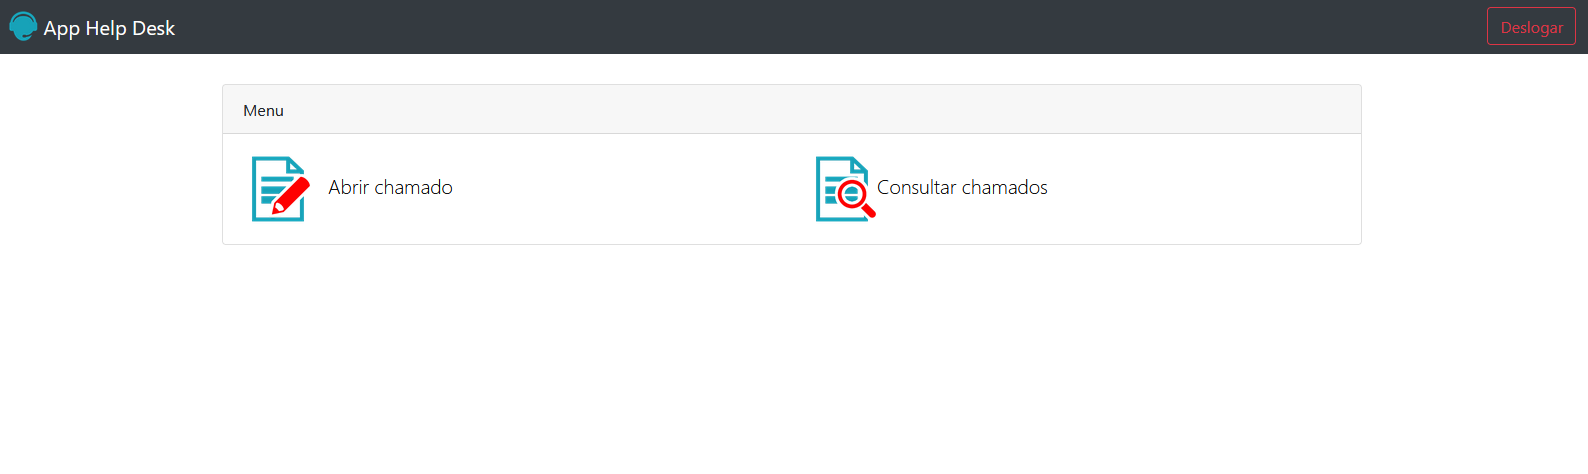 App Help Desk
Deslogar
Menu
Abrir chamado
Consultar chamados